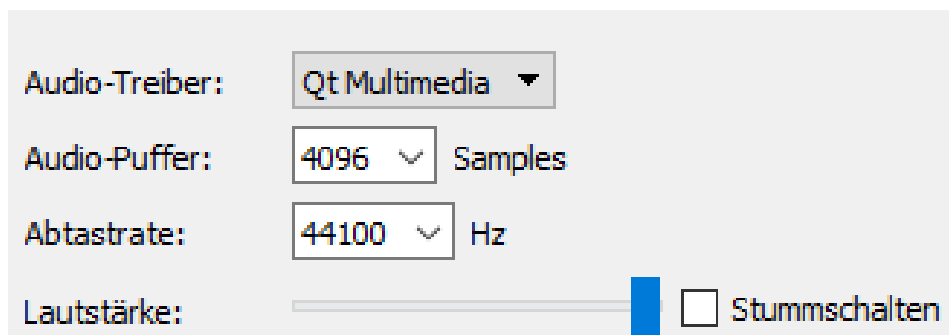 Audio-Treiber: Qt Multimedia
Audio-Puffer: 4096 Samples
Abtastrate: 44100 Hz
Lautstärke: Stummschalten